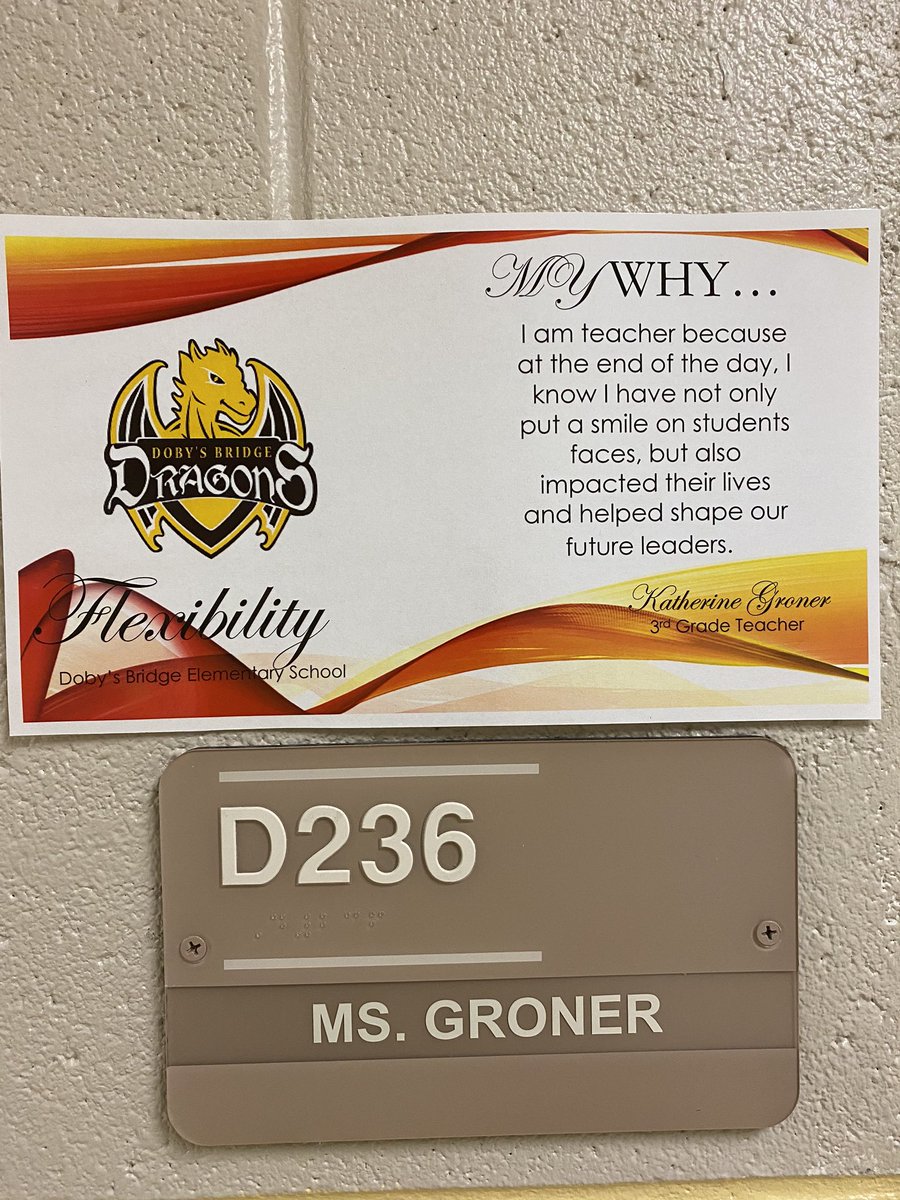 MY WHY…
I am teacher because
at the end of the day, I
know I have not only
put a smile on students
faces, but also
impacted their lives
and helped shape our
future leaders.
Katherine Groner
3rd Grade Teacher
DOBY'S BRIDGE
DRAGONS
Flexibility
Doby's Bridge Elementary School
D236
MS. GRONER